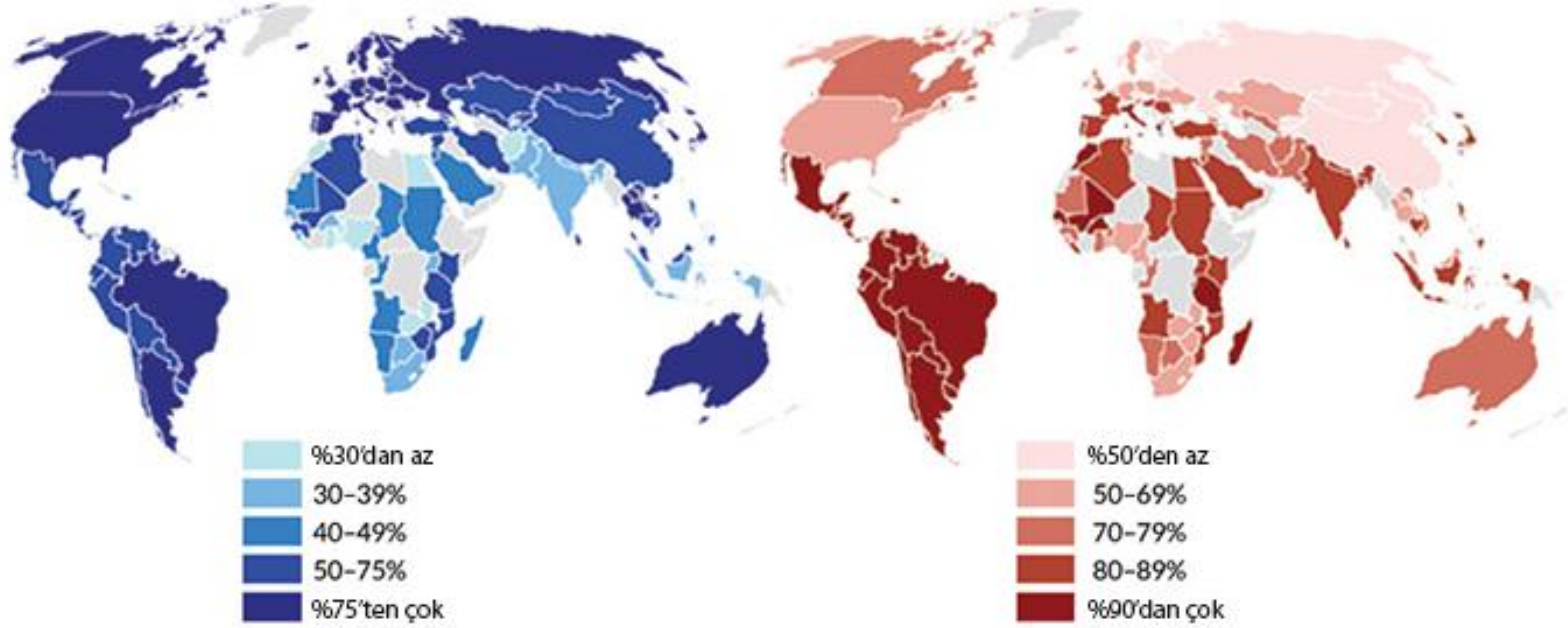 %30'dan az
30–39%
40–49%
50–75%
%75'ten çok
%50'den az
50–69%
70–79%
80–89%
%90'dan çok